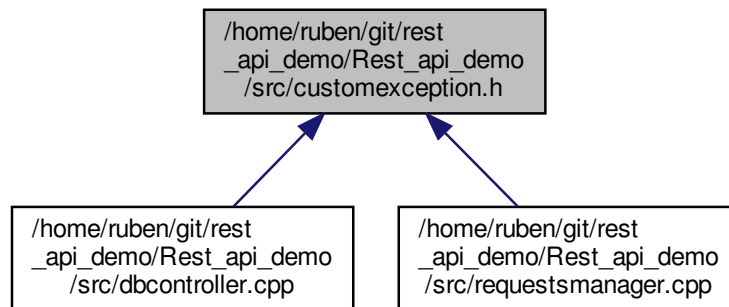 /home/ruben/git/rest
_api_demo/Rest_api_demo
/src/customexception.h
/home/ruben/git/rest
_api_demo/Rest_api_demo
/src/dbcontroller.cpp
/home/ruben/git/rest
_api_demo/Rest_api_demo
/src/requestsmanager.cpp